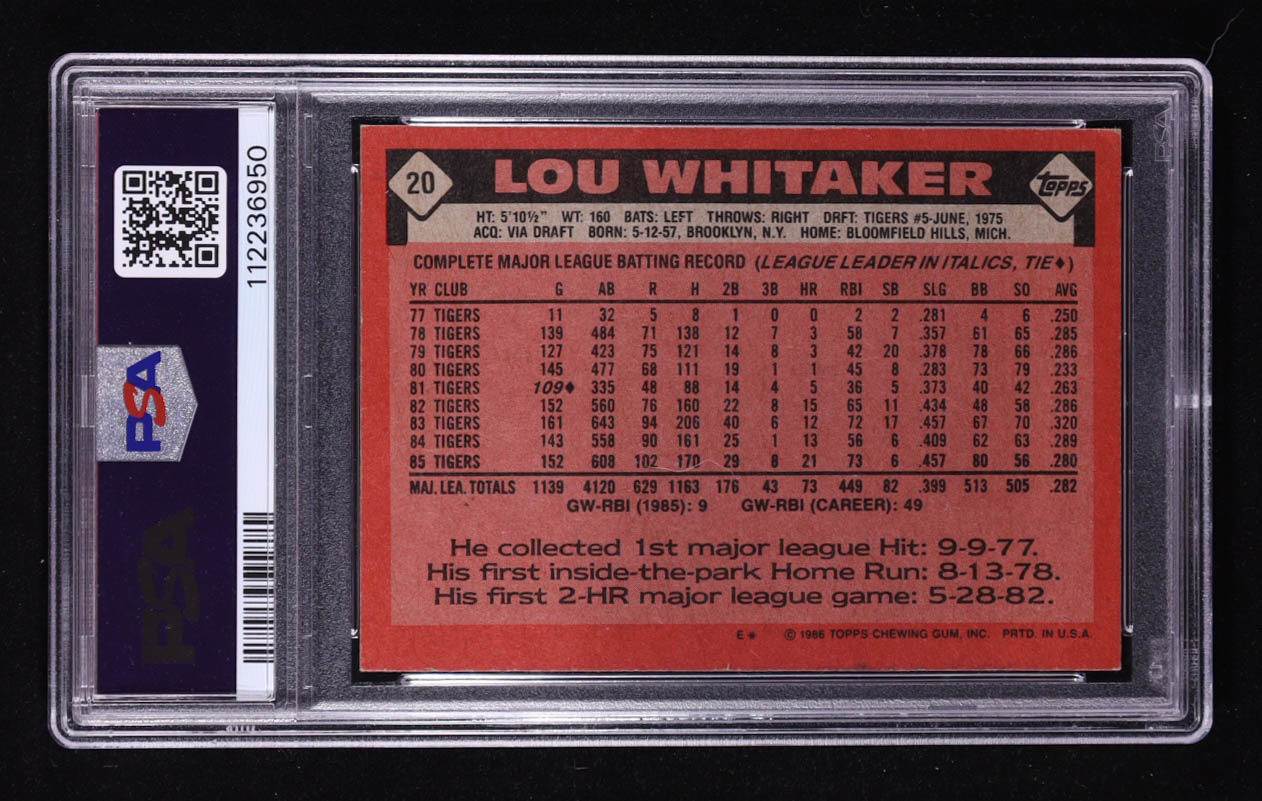 112236950
PSA
PSA
20 LOU WHITAKER topps
HT: 5'10½" WT: 160 BATS: LEFT THROWS: RIGHT DRFT: TIGERS #5-JUNE, 1975
ACQ: VIA DRAFT BORN: 5-12-57, BROOKLYN, N.Y. HOME: BLOOMFIELD HILLS, MICH.
COMPLETE MAJOR LEAGUE BATTING RECORD (LEAGUE LEADER IN ITALICS, TIE♦)
YR CLUB G AB R H 2B 3B HR RBI SB SLG BB SO AVG
77 TIGERS 11 32 5 8 1 0 0 2 2 .281 4 6 .250
78 TIGERS 139 484 71 138 12 7 3 58 7 .357 61 65 .285
79 TIGERS 127 423 75 121 14 8 3 42 20 .378 78 66 .286
80 TIGERS 145 477 68 111 19 1 1 45 8 .283 73 79 .233
81 TIGERS 109♦ 335 48 88 14 4 5 36 5 .373 40 42 .263
82 TIGERS 152 560 76 160 22 8 15 65 11 .434 48 58 .286
83 TIGERS 161 643 94 206 40 6 12 72 17 .457 67 70 .320
84 TIGERS 143 558 90 161 25 1 13 56 6 .409 62 63 .289
85 TIGERS 152 608 102 170 29 8 21 73 6 .457 80 56 .280
MAJ. LEA. TOTALS 1139 4120 629 1163 176 43 73 449 82 .399 513 505 .282
GW-RBI (1985): 9 GW-RBI (CAREER): 49
He collected 1st major league Hit: 9-9-77.
His first inside-the-park Home Run: 8-13-78.
His first 2-HR major league game: 5-28-82.
E* © 1986 TOPPS CHEWING GUM, INC. PRTD. IN U.S.A.